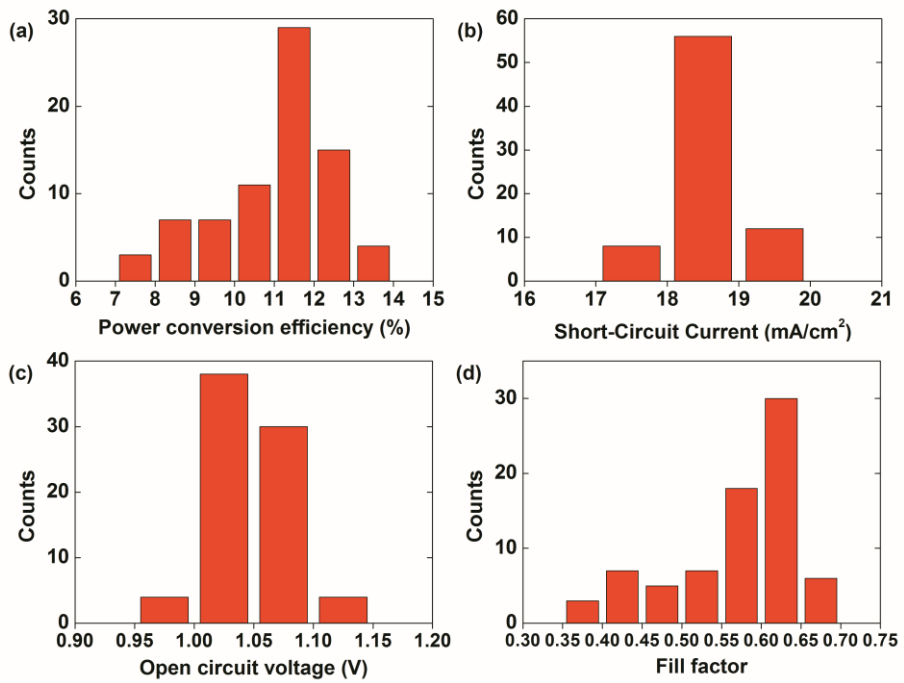 (a)
30
20
10
0
Counts
6 7 8 9 10 11 12 13 14 15
Power conversion efficiency (%)
(b)
60
50
40
30
20
10
0
Counts
16 17 18 19 20 21
Short-Circuit Current (mA/cm²)
(c)
40
30
20
10
0
Counts
0.90 0.95 1.00 1.05 1.10 1.15 1.20
Open circuit voltage (V)
(d)
30
20
10
0
Counts
0.30 0.35 0.40 0.45 0.50 0.55 0.60 0.65 0.70 0.75
Fill factor